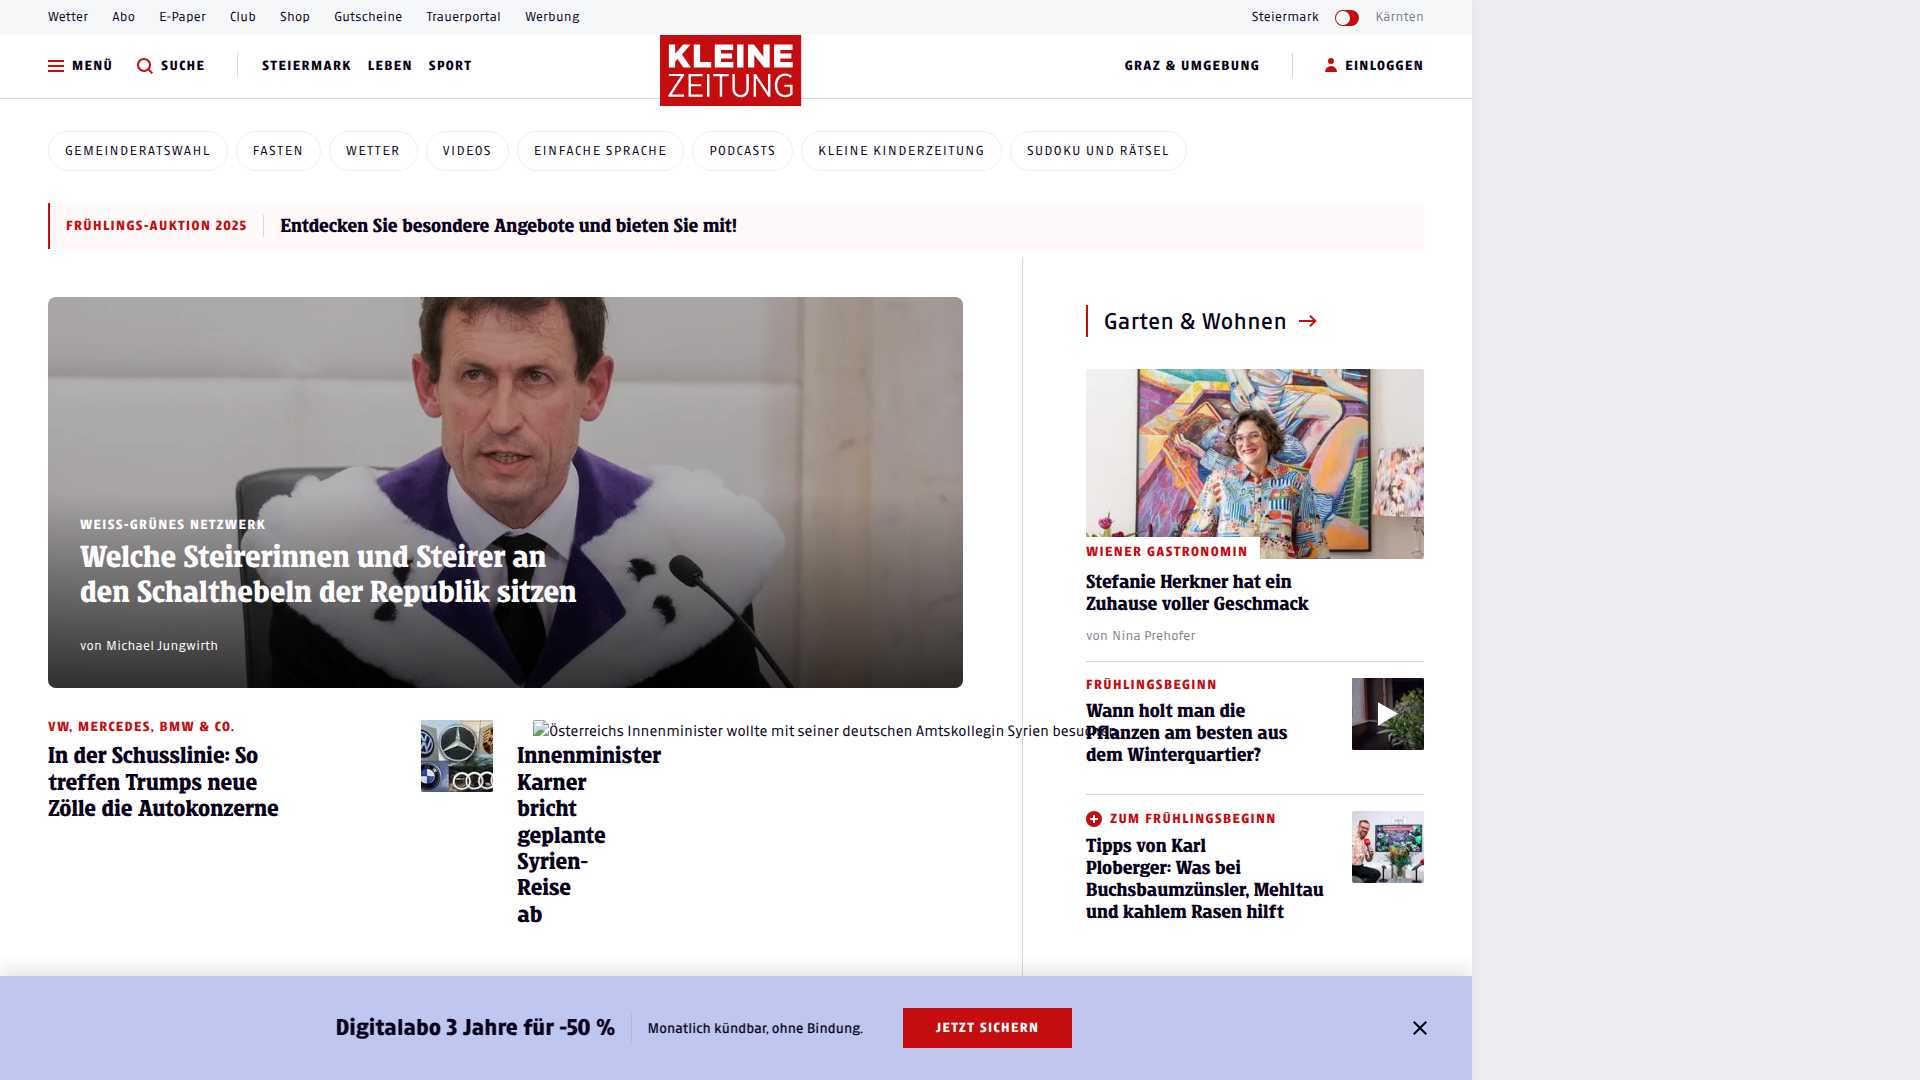 Wetter Abo E-Paper Club Shop Gutscheine Trauerportal Werbung Steiermark Kärnten
MENÜ SUCHE STEIERMARK LEBEN SPORT KLEINE ZEITUNG GRAZ & UMGEBUNG EINLOGGEN
GEMEINDERATSWAHL FASTEN WETTER VIDEOS EINFACHE SPRACHE PODCASTS KLEINE KINDERZEITUNG SUDOKU UND RÄTSEL
FRÜHLINGS-AUKTION 2025 Entdecken Sie besondere Angebote und bieten Sie mit!
WEISS-GRÜNES NETZWERK
Welche Steirerinnen und Steirer an
den Schalthebeln der Republik sitzen
von Michael Jungwirth
VW, MERCEDES, BMW & CO.
In der Schusslinie: So
treffen Trumps neue
Zölle die Autokonzerne
Österreichs Innenminister wollte mit seiner deutschen Amtskollegin Syrien
Innenminister
Karner
bricht
geplante
Syrien-
Reise
ab
Garten & Wohnen
WIENER GASTRONOMIN
Stefanie Herkner hat ein
Zuhause voller Geschmack
von Nina Prehofer
FRÜHLINGSBEGINN
Wann holt man die
Pflanzen am besten aus
dem Winterquartier?
ZUM FRÜHLINGSBEGINN
Tipps von Karl
Ploberger: Was bei
Buchsbaumzünsler, Mehltau
und kahlem Rasen hilft
Digitalabo 3 Jahre für -50 % Monatlich kündbar, ohne Bindung. JETZT SICHERN